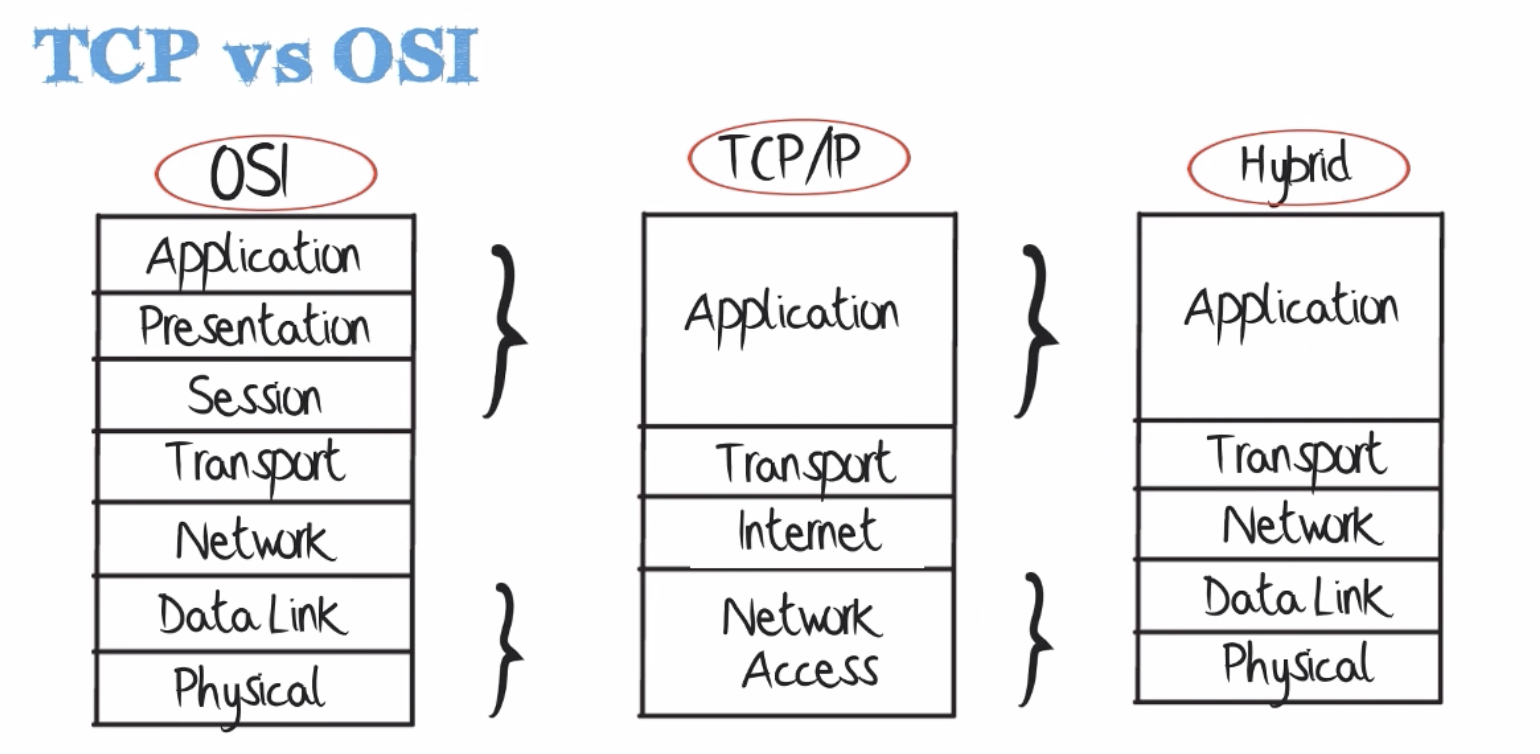 TCP vs OSI
OSI
Application
Presentation
Session
Transport
Network
Data Link
Physical
TCP/IP
Application
Transport
Internet
Network
Access
Hybrid
Application
Transport
Network
Data Link
Physical